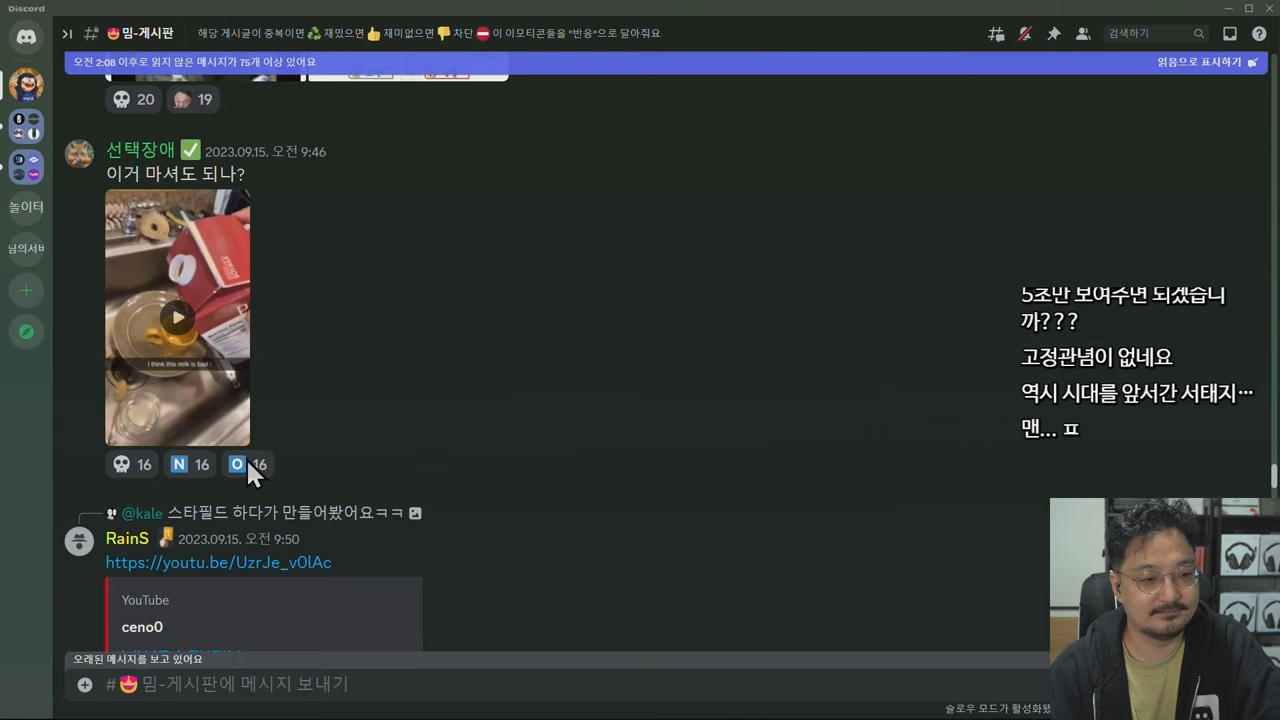 Discord
😍밈-게시판
해당 게시글이 중복이면♻️ 재밌으면👍 재미없으면👎 차단 ⛔ 이 이모티콘들을 "반응"으로 달아줘요
검색하기
오전 2:08 이후로 읽지 않은 메시지가 75개 이상 있어요
읽음으로 표시하기
20
19
선택장애 ✅ 2023.09.15. 오전 9:46
이거 마셔도 되나?
I think this milk is bad
16
N 16
O 16
놀이터
님의서버
5초만 보여주면 되겠습니
까???
고정관념이 없네요
역시 시대를 앞서간 서태지…
맨... ㅍ
@kale 스타필드 하다가 만들어봤어요ㅋㅋ
RainS 2023.09.15. 오전 9:50
https://youtu.be/UzrJe_v0lAc
YouTube
ceno0
오래된 메시지를 보고 있어요
#😍밈-게시판에 메시지 보내기
슬로우 모드가 활성화됐